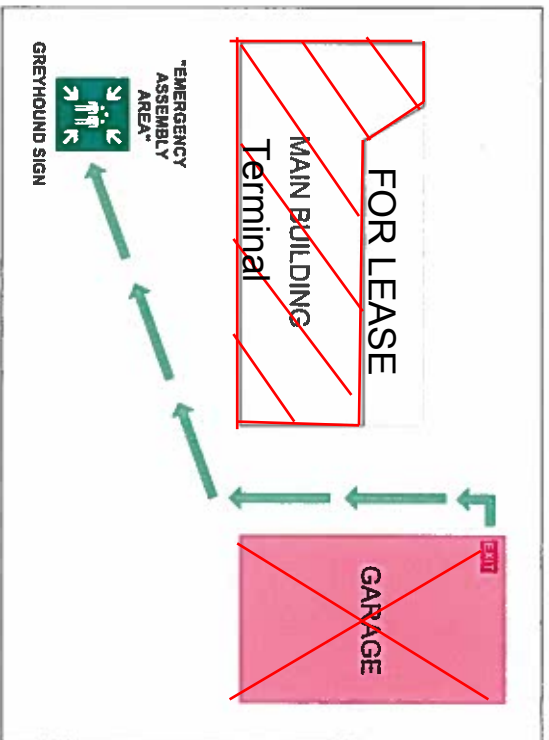 FOR LEASE
MAIN BUILDING
Terminal
"EMERGENCY
ASSEMBLY
AREA"
GREYHOUND SIGN
EXIT
GARAGE